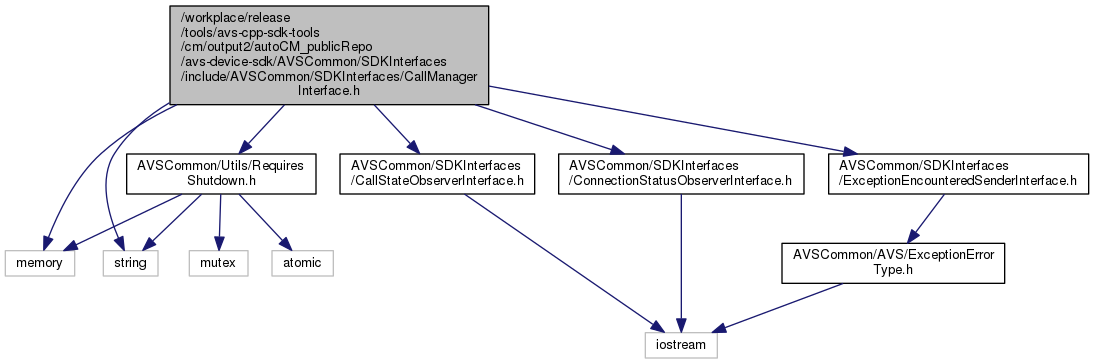 /workplace/release
/tools/avs-cpp-sdk-tools
/cm/output2/autoCM_publicRepo
/avs-device-sdk/AVSCommon/SDKInterfaces
/include/AVSCommon/SDKInterfaces/CallManager
Interface.h
AVSCommon/Utils/Requires
Shutdown.h
AVSCommon/SDKInterfaces
/CallStateObserverInterface.h
AVSCommon/SDKInterfaces
/ConnectionStatusObserverInterface.h
AVSCommon/SDKInterfaces
/ExceptionEncounteredSenderInterface.h
memory
string
mutex
atomic
AVSCommon/AVS/ExceptionError
Type.h
iostream